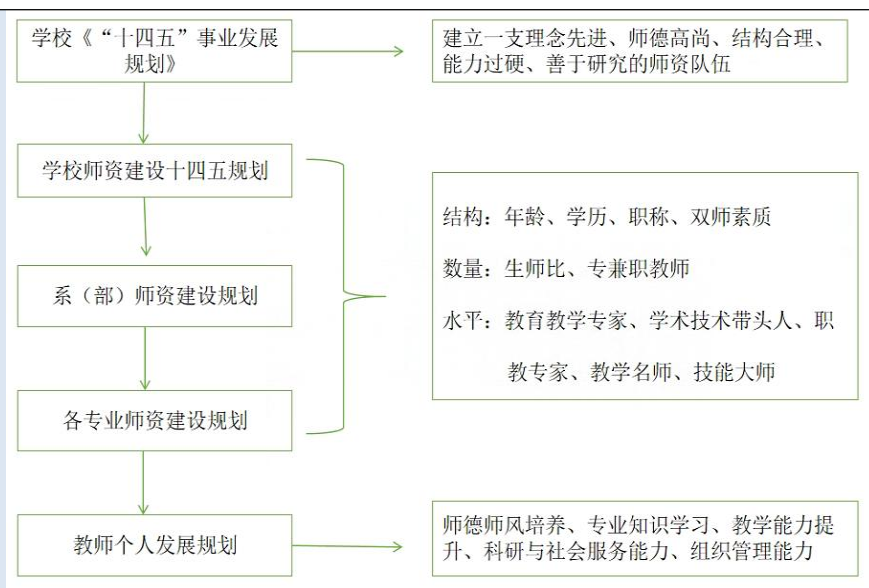 学校《“十四五”事业发展
规划》
建立一支理念先进、师德高尚、结构合理、
能力过硬、善于研究的师资队伍
学校师资建设十四五规划
系（部）师资建设规划
各专业师资建设规划
结构：年龄、学历、职称、双师素质
数量：生师比、专兼职教师
水平：教育教学专家、学术技术带头人、职
教专家、教学名师、技能大师
教师个人发展规划
师德师风培养、专业知识学习、教学能力提
升、科研与社会服务能力、组织管理能力